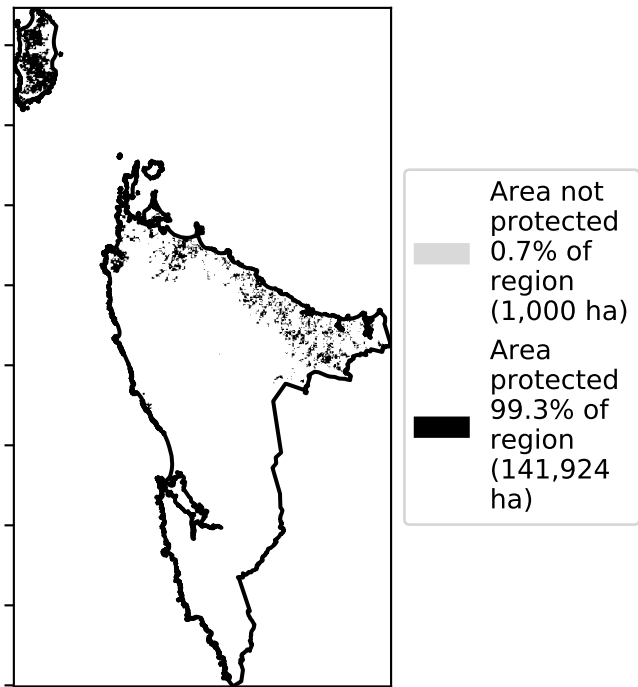 Area not
protected
0.7% of
region
(1,000 ha)
Area
protected
99.3% of
region
(141,924
ha)